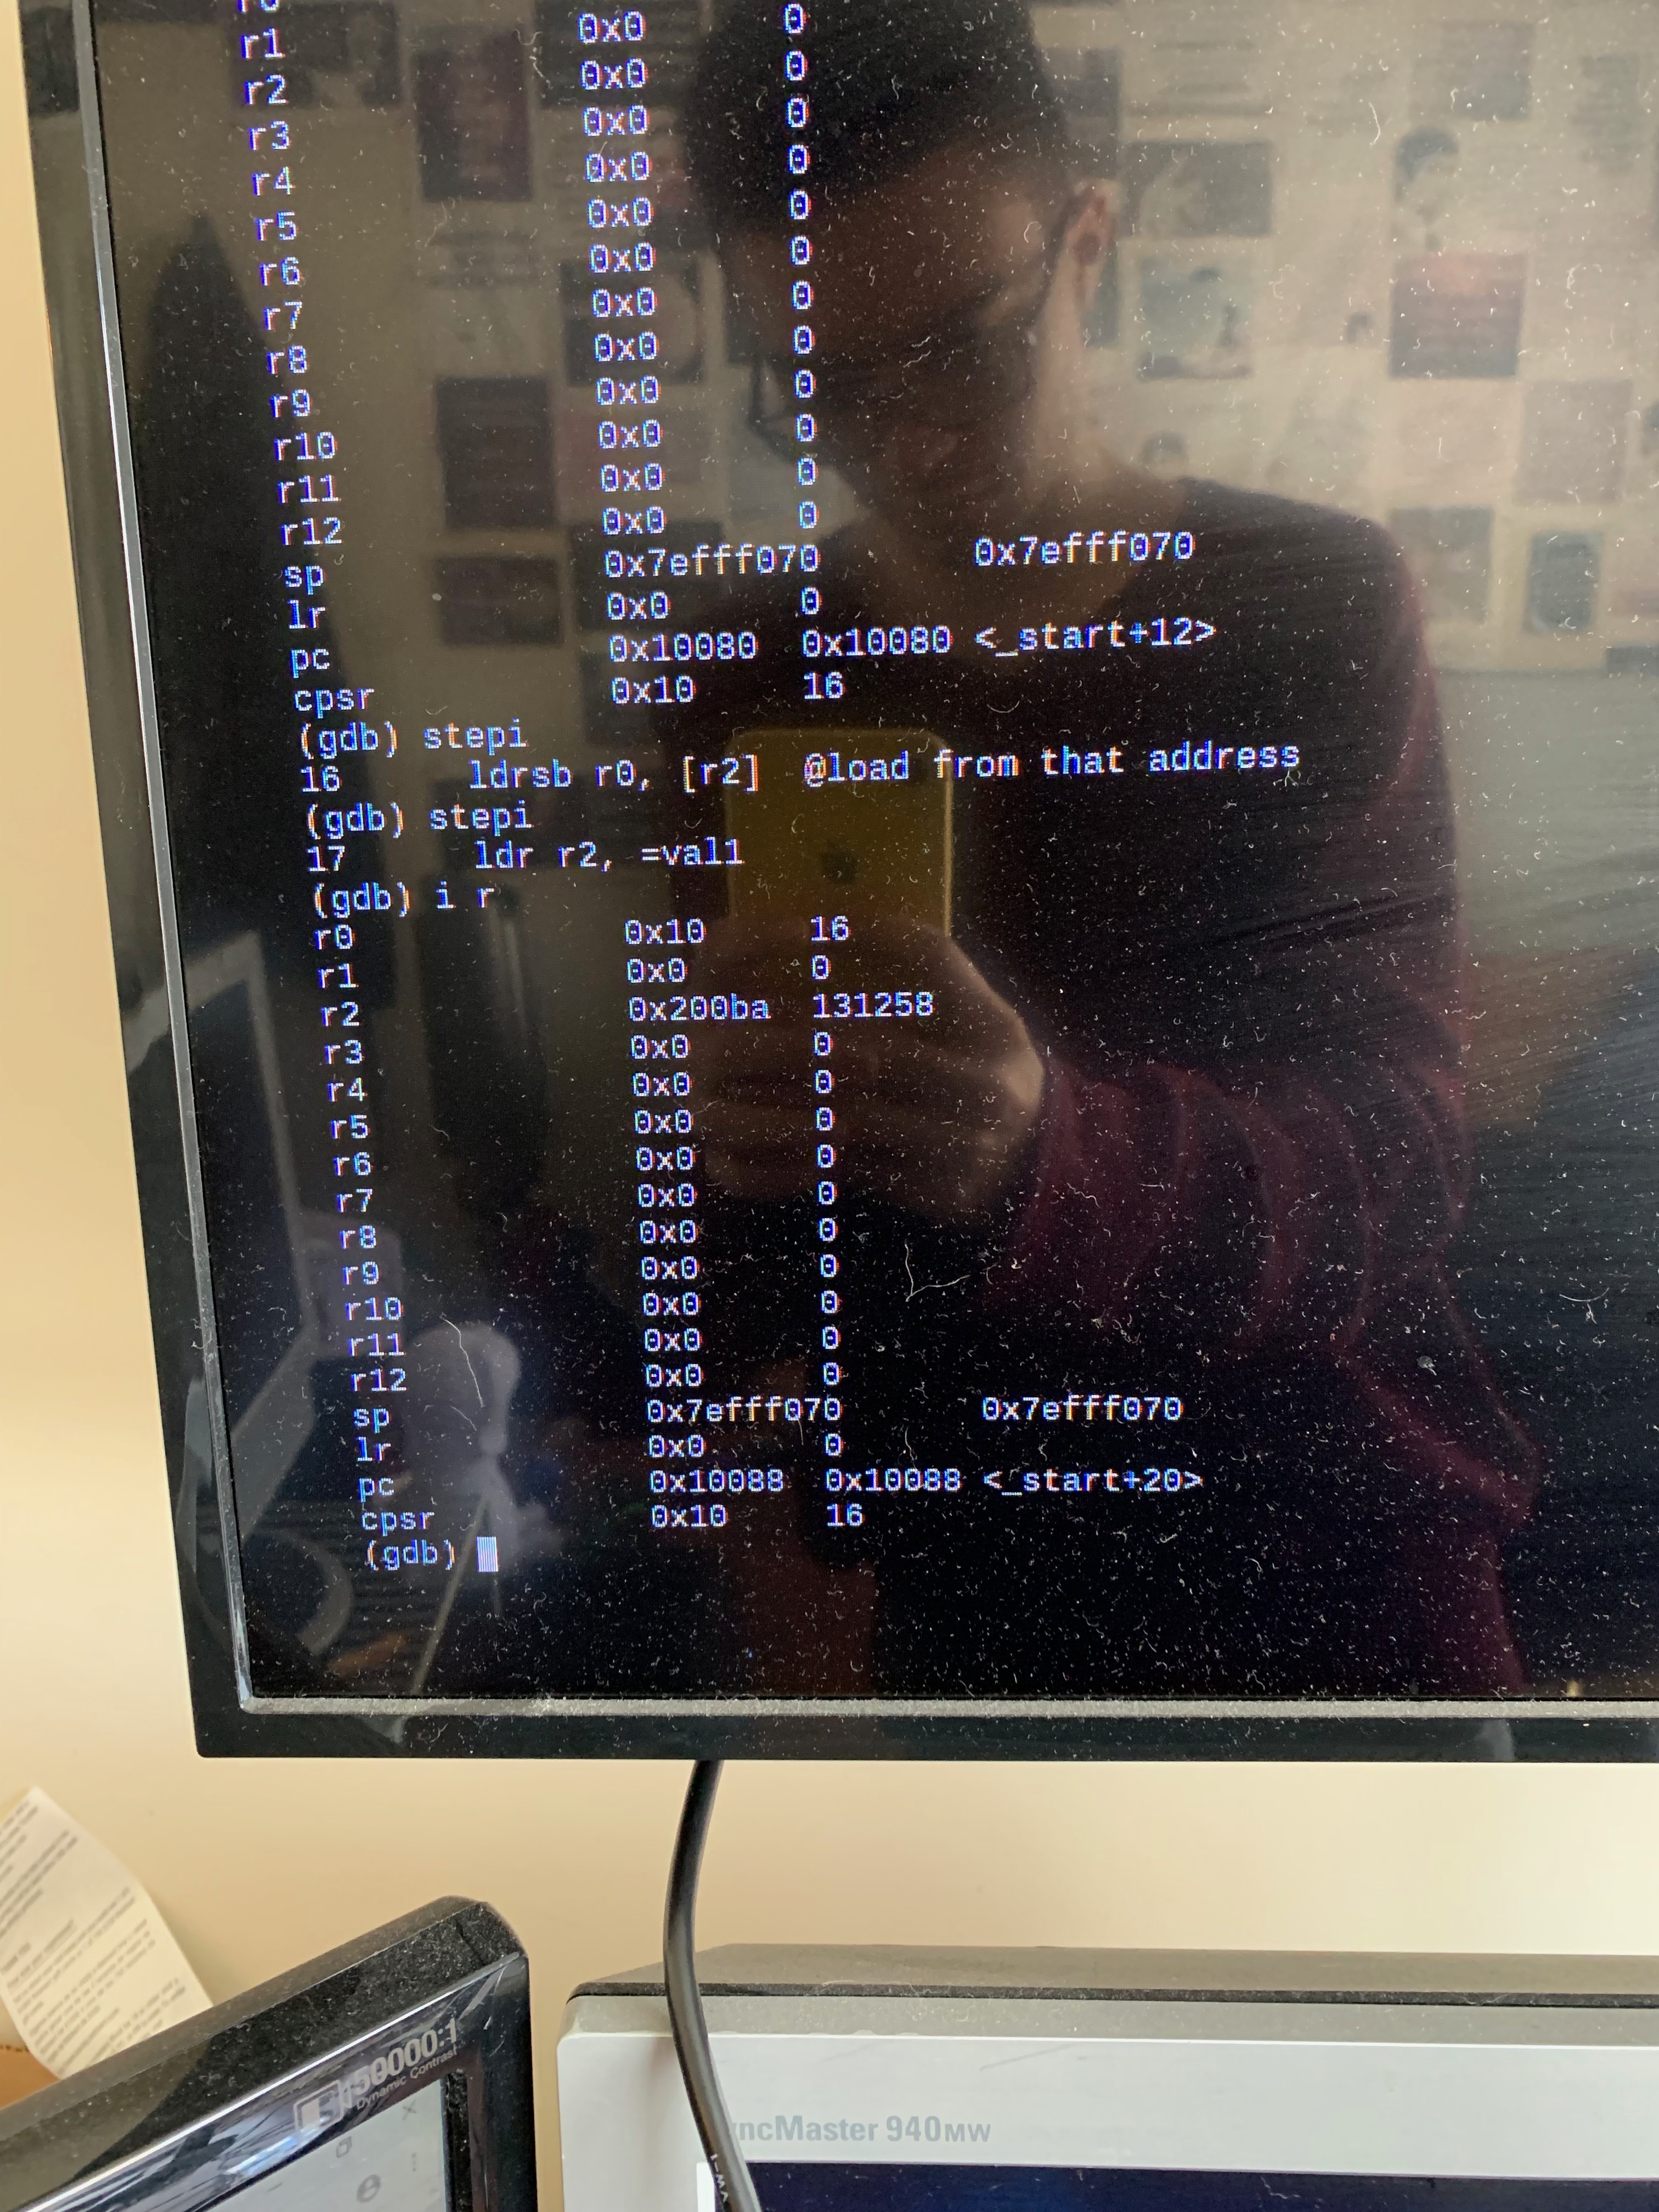 r1 0x0 0
r2 0x0 0
r3 0x0 0
r4 0x0 0
r5 0x0 0
r6 0x0 0
r7 0x0 0
r8 0x0 0
r9 0x0 0
r10 0x0 0
r11 0x0 0
r12 0x0 0
sp 0x7efff070 0x7efff070
lr 0x0 0
pc 0x10080 0x10080 <_start+12>
cpsr 0x10 16
(gdb) stepi
16 ldrsb r0, [r2] @load from that address
(gdb) stepi
17 ldr r2, =val1
(gdb) i r
r0 0x10 16
r1 0x0 0
r2 0x200ba 131258
r3 0x0 0
r4 0x0 0
r5 0x0 0
r6 0x0 0
r7 0x0 0
r8 0x0 0
r9 0x0 0
r10 0x0 0
r11 0x0 0
r12 0x0 0
sp 0x7efff070 0x7efff070
lr 0x0 0
pc 0x10088 0x10088 <_start+20>
cpsr 0x10 16
(gdb)
50000:1
Dynamic Contrast
ncMaster 940MW